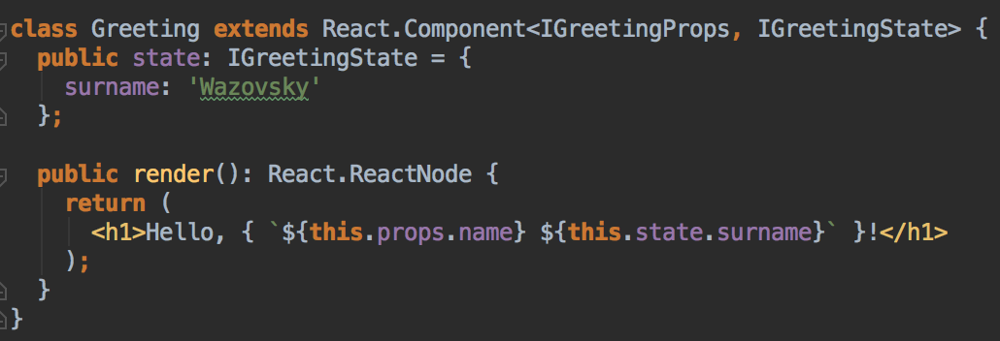 class Greeting extends React.Component<IGreetingProps, IGreetingState> {
  public state: IGreetingState = {
    surname: 'Wazovsky'
  };

  public render(): React.ReactNode {
    return (
      <h1>Hello, { `${this.props.name} ${this.state.surname}` }!</h1>
    );
  }
}